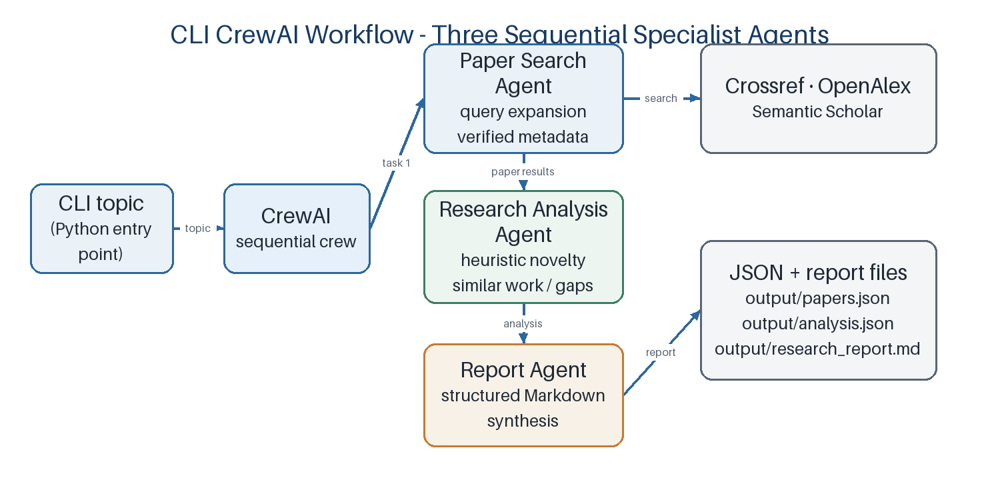 CLI CrewAI Workflow - Three Sequential Specialist Agents
Paper Search
Agent
query expansion
verified metadata
search
Crossref · OpenAlex
Semantic Scholar
task 1
paper results
CLI topic
(Python entry
point)
topic
CrewAI
sequential crew
Research Analysis
Agent
heuristic novelty
similar work / gaps
analysis
JSON + report files
output/papers.json
output/analysis.json
output/research_report.md
report
Report Agent
structured Markdown
synthesis